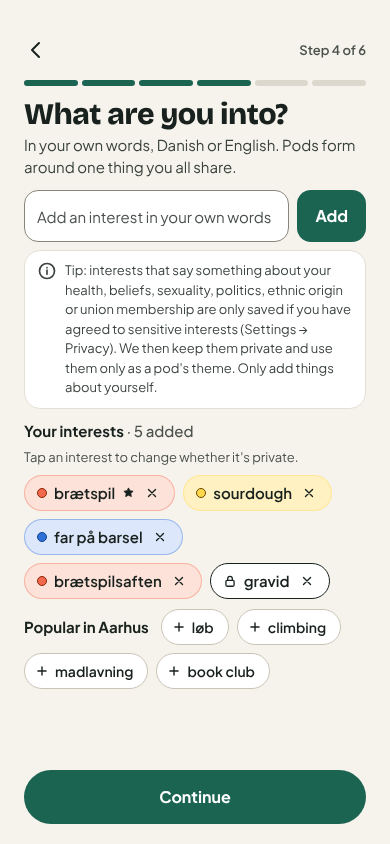 Step 4 of 6
What are you into?
In your own words, Danish or English. Pods form
around one thing you all share.
Add an interest in your own words
Add
Tip: interests that say something about your
health, beliefs, sexuality, politics, ethnic origin
or union membership are only saved if you have
agreed to sensitive interests (Settings →
Privacy). We then keep them private and use
them only as a pod's theme. Only add things
about yourself.
Your interests · 5 added
Tap an interest to change whether it's private.
brætspil ★ ×
sourdough ×
far på barsel ×
brætspilsaften ×
gravid ×
Popular in Aarhus
+ løb
+ climbing
+ madlavning
+ book club
Continue